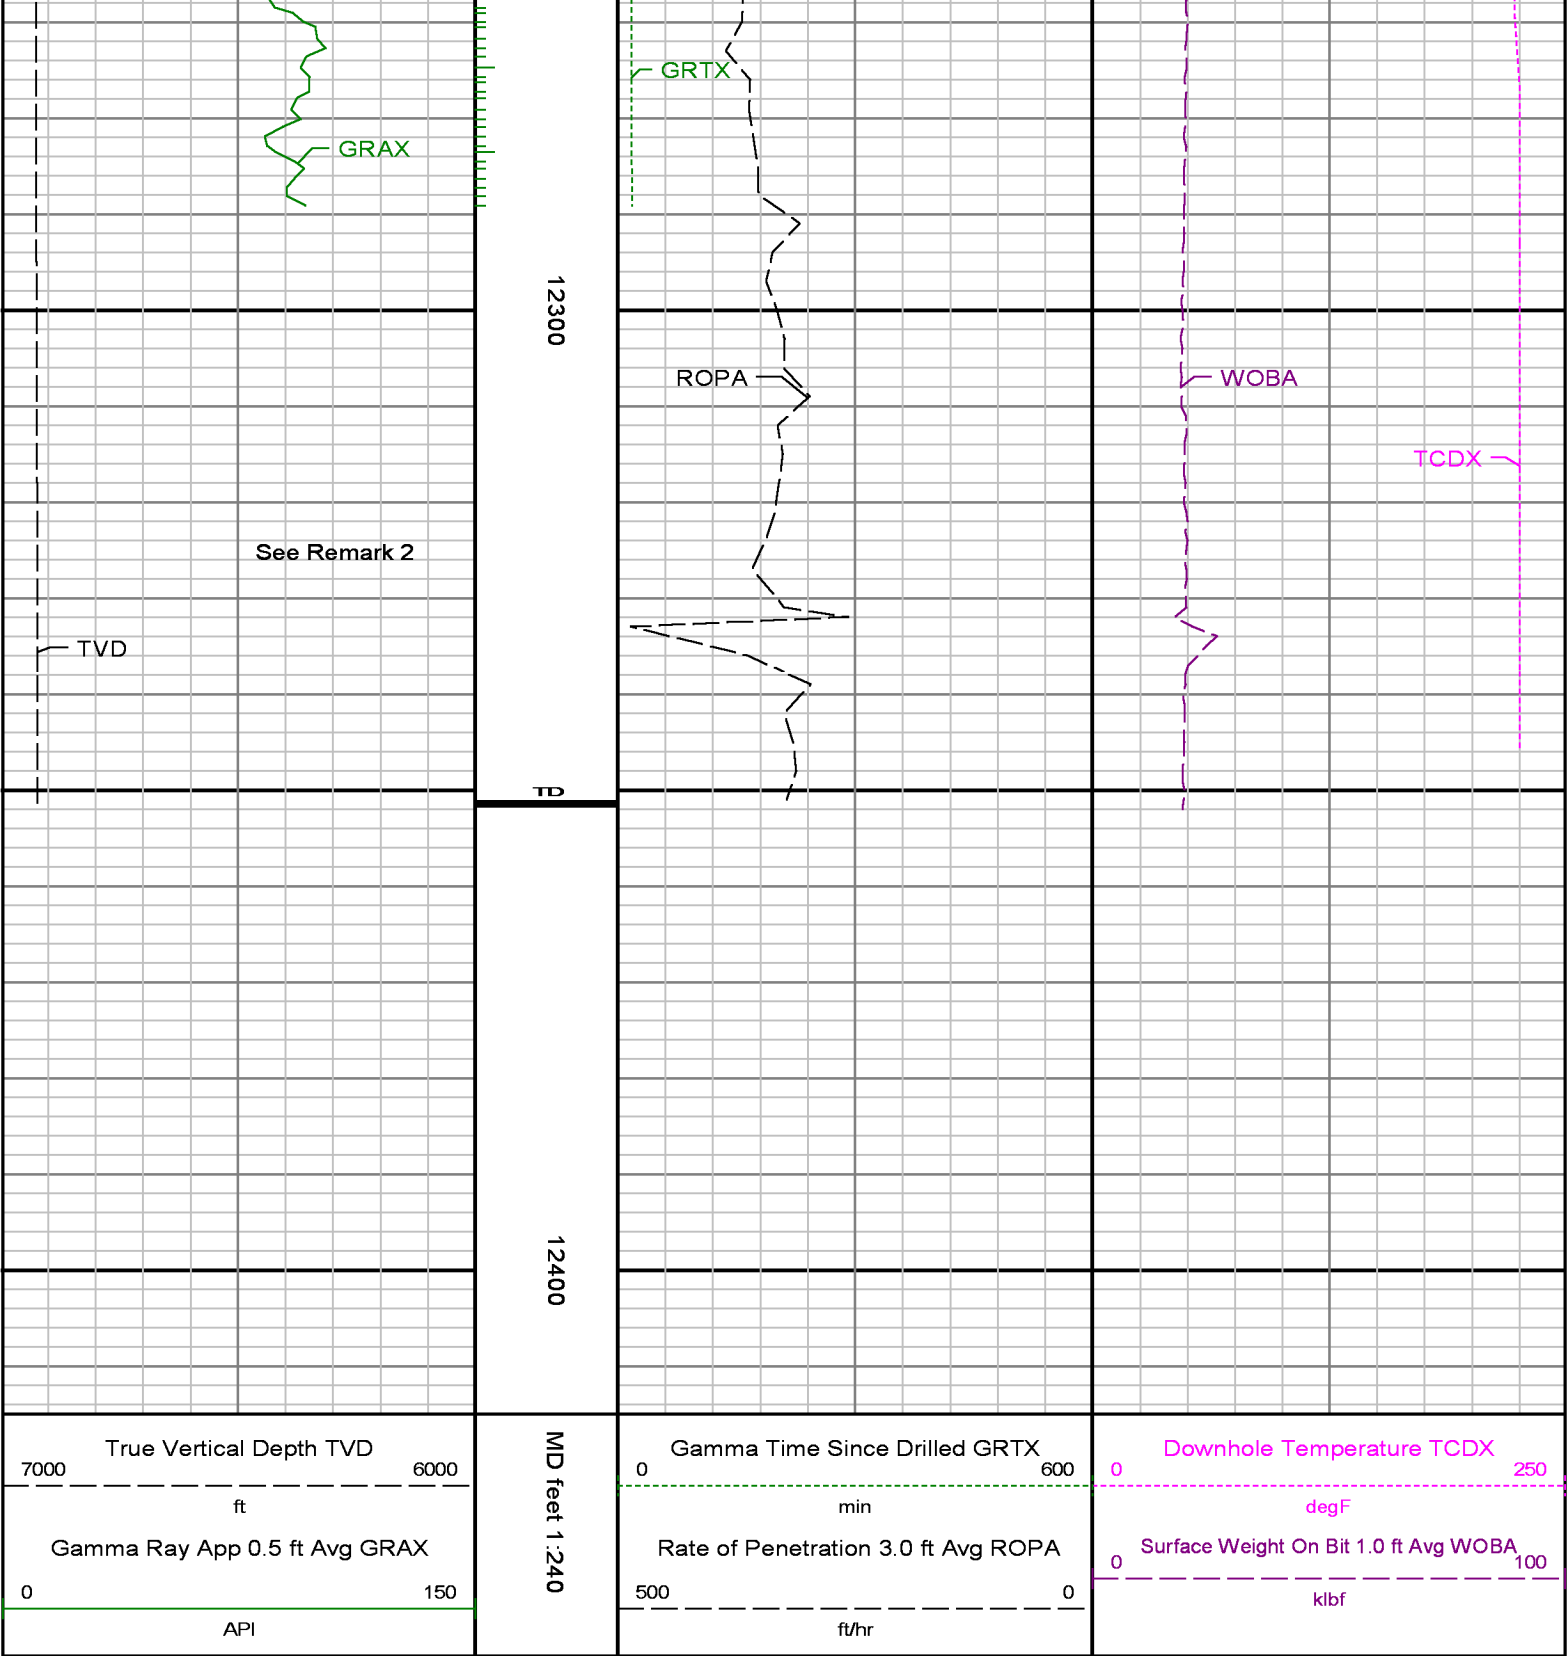 GRTX
GRAX
12300
ROPA
WOBA
TCDX
See Remark 2
TVD
TD
12400
True Vertical Depth TVD
7000 6000
ft
Gamma Ray App 0.5 ft Avg GRAX
0 150
API
MD feet 1:240
Gamma Time Since Drilled GRTX
0 600
min
Rate of Penetration 3.0 ft Avg ROPA
500 0
ft/hr
Downhole Temperature TCDX
0 250
degF
Surface Weight On Bit 1.0 ft Avg WOBA
0 100
klbf